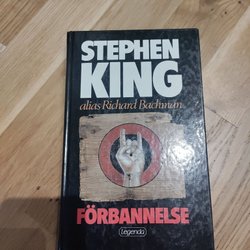 STEPHEN
KING
alias Richard Bachman
FÖRBANNELSE
Legenda